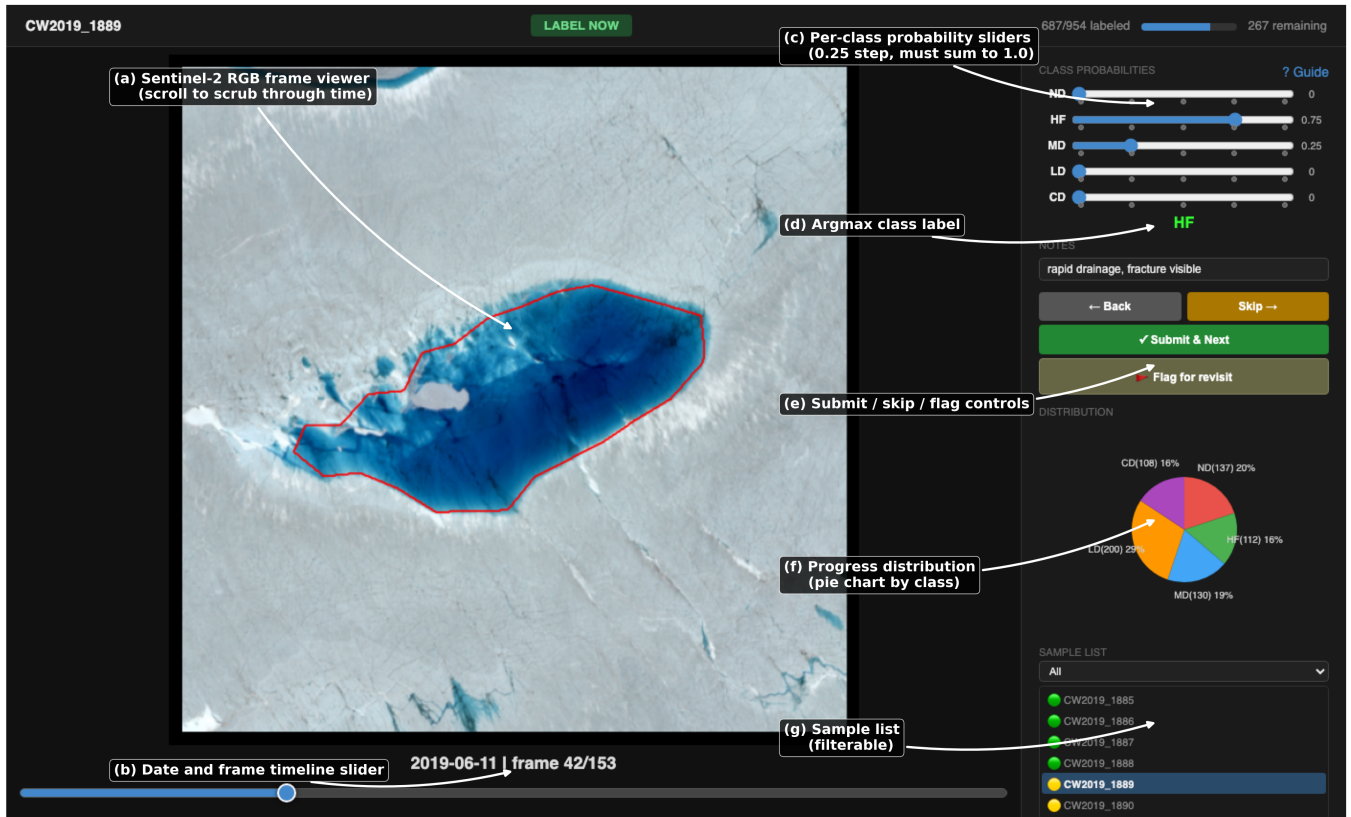 CW2019_1889
LABEL NOW
687/954 labeled
267 remaining
(a) Sentinel-2 RGB frame viewer
(scroll to scrub through time)
(b) Date and frame timeline slider
2019-06-11 | frame 42/153
(c) Per-class probability sliders
(0.25 step, must sum to 1.0)
CLASS PROBABILITIES
? Guide
ND 0
HF 0.75
MD 0.25
LD 0
CD 0
(d) Argmax class label
HF
NOTES
rapid drainage, fracture visible
← Back
Skip →
✓ Submit & Next
Flag for revisit
(e) Submit / skip / flag controls
DISTRIBUTION
CD(108) 16%
ND(137) 20%
HF(112) 16%
LD(200) 29%
MD(130) 19%
(f) Progress distribution
(pie chart by class)
SAMPLE LIST
All
(g) Sample list
(filterable)
CW2019_1885
CW2019_1886
CW2019_1887
CW2019_1888
CW2019_1889
CW2019_1890